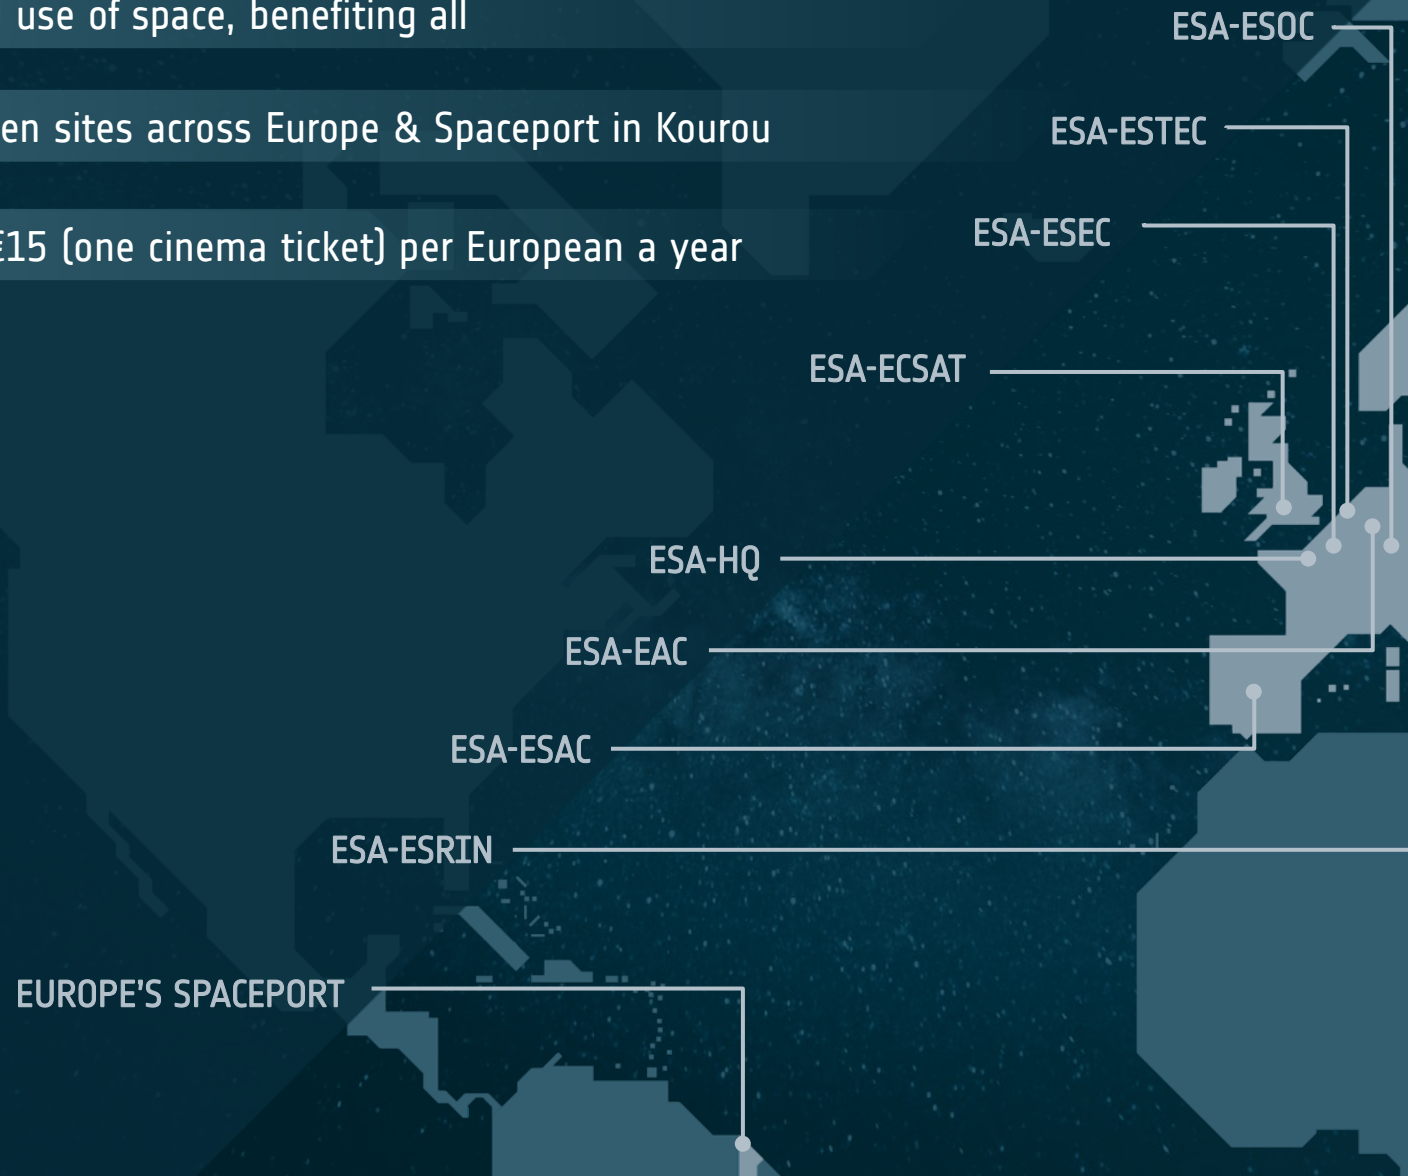 use of space, benefiting all
sites across Europe & Spaceport in Kourou
€15 (one cinema ticket) per European a year
ESA-ESOC
ESA-ESTEC
ESA-ESEC
ESA-ECSAT
ESA-HQ
ESA-EAC
ESA-ESAC
ESA-ESRIN
EUROPE'S SPACEPORT